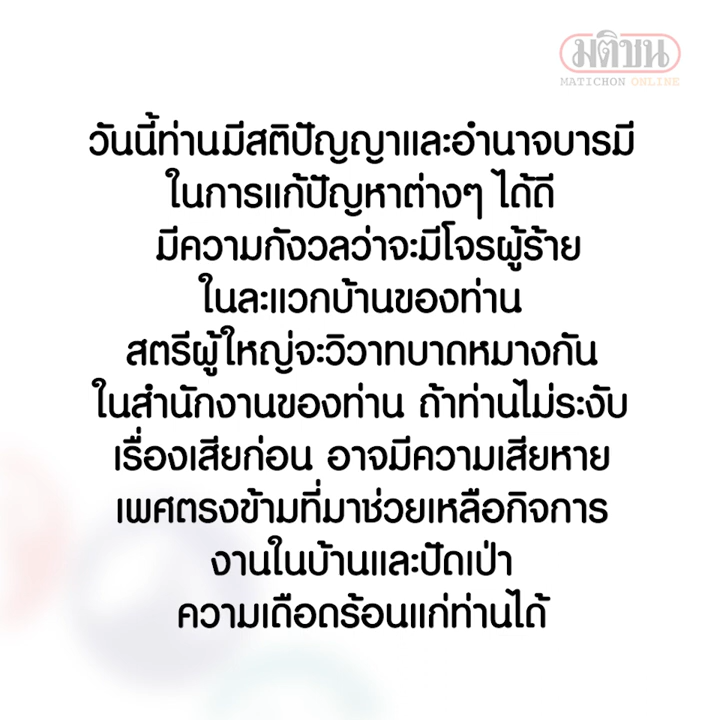 มติชน
MATICHON ONLINE
วันนี้ท่านมีสติปัญญาและอำนาจบารมี
ในการแก้ปัญหาต่างๆ ได้ดี
มีความกังวลว่าจะมีโจรผู้ร้าย
ในละแวกบ้านของท่าน
สตรีผู้ใหญ่จะวิวาทบาดหมางกัน
ในสำนักงานของท่าน ถ้าท่านไม่ระงับ
เรื่องเสียก่อน อาจมีความเสียหาย
เพศตรงข้ามที่มาช่วยเหลือกิจการ
งานในบ้านและปัดเป่า
ความเดือดร้อนแก่ท่านได้